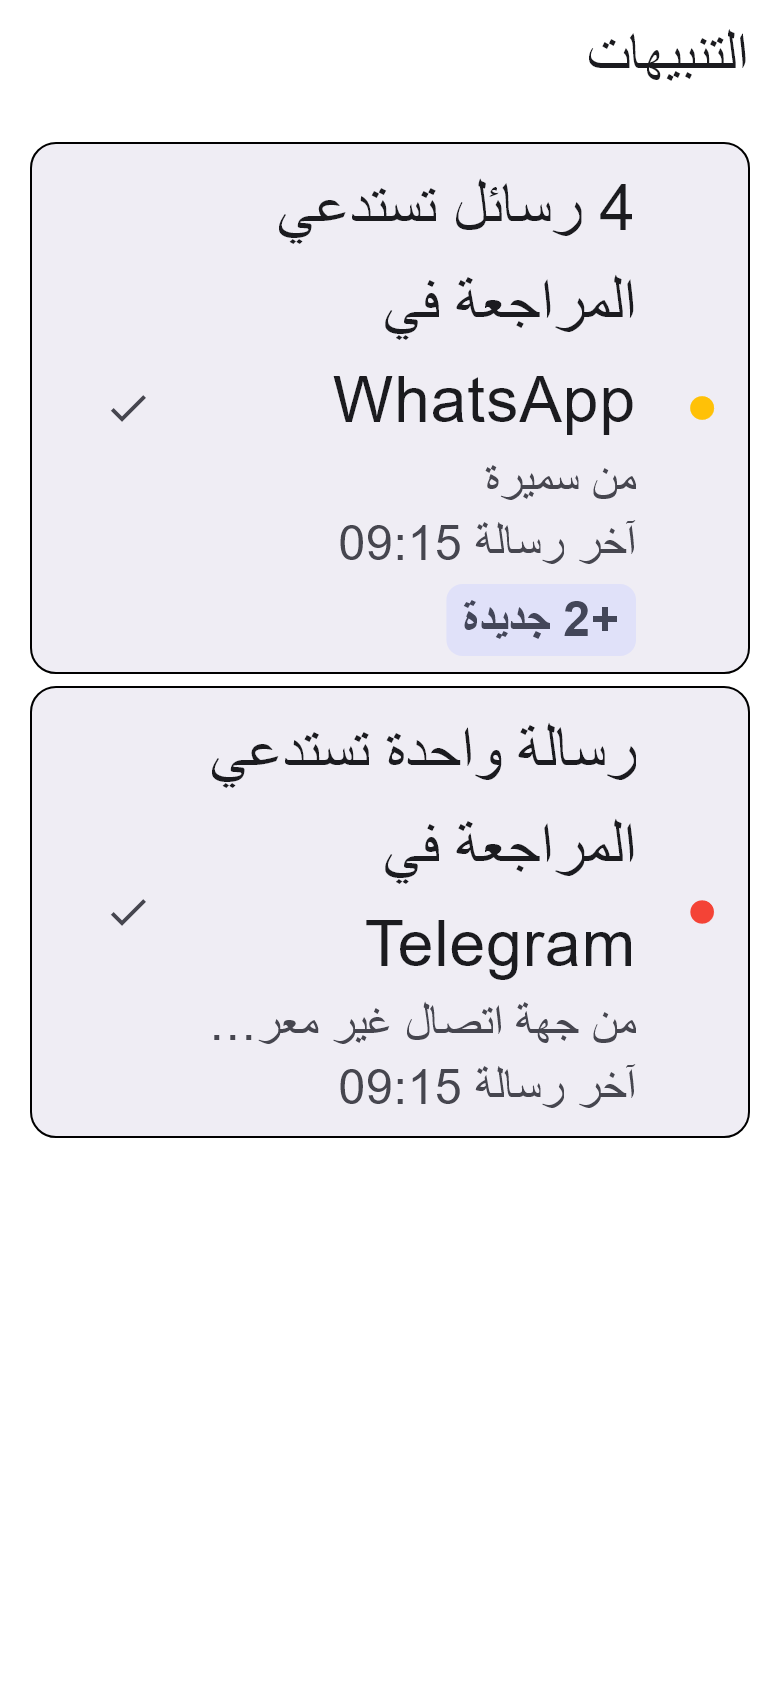 التنبيهات
4 رسائل تستدعي
المراجعة في
WhatsApp
من سميرة
آخر رسالة 09:15
+2 جديدة
رسالة واحدة تستدعي
المراجعة في
Telegram
من جهة اتصال غير معر...
آخر رسالة 09:15